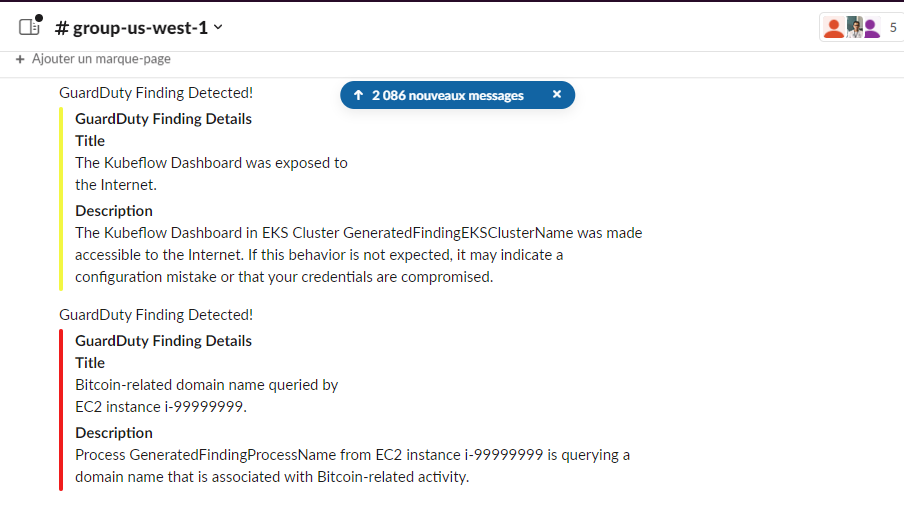 # group-us-west-1
5
+ Ajouter un marque-page
2 086 nouveaux messages ×
GuardDuty Finding Detected!
GuardDuty Finding Details
Title
The Kubeflow Dashboard was exposed to
the Internet.
Description
The Kubeflow Dashboard in EKS Cluster GeneratedFindingEKSClusterName was made
accessible to the Internet. If this behavior is not expected, it may indicate a
configuration mistake or that your credentials are compromised.
GuardDuty Finding Detected!
GuardDuty Finding Details
Title
Bitcoin-related domain name queried by
EC2 instance i-99999999.
Description
Process GeneratedFindingProcessName from EC2 instance i-99999999 is querying a
domain name that is associated with Bitcoin-related activity.